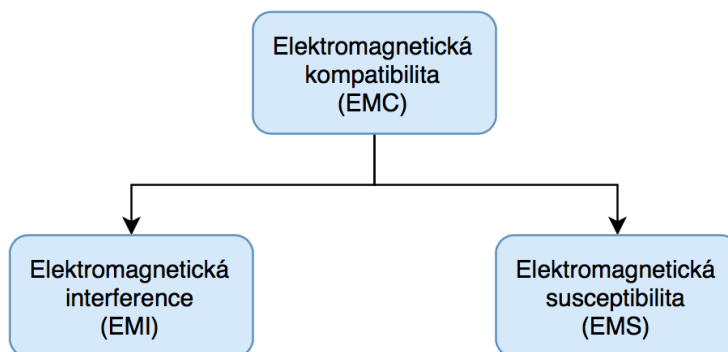 Elektromagnetická
kompatibilita
(EMC)
Elektromagnetická
interference
(EMI)
Elektromagnetická
susceptibilita
(EMS)